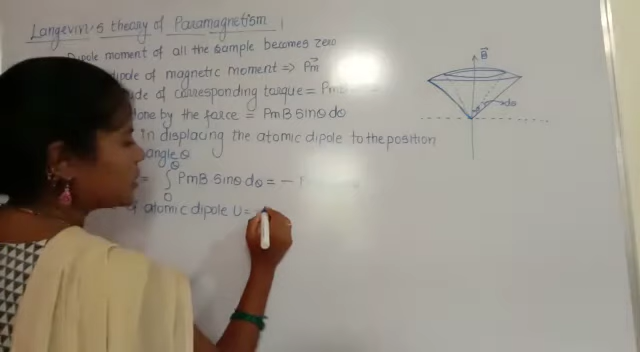 Langevin's theory of Paramagnetism
Dipole moment of all the sample becomes zero
dipole of magnetic moment => Pm
of corresponding torque = Pm
done by the force = PmB sinθ dθ
In displacing the atomic dipole to the position
angle θ
= ∫₀^θ PmB sinθ dθ = –
of atomic dipole U =
B
dθ